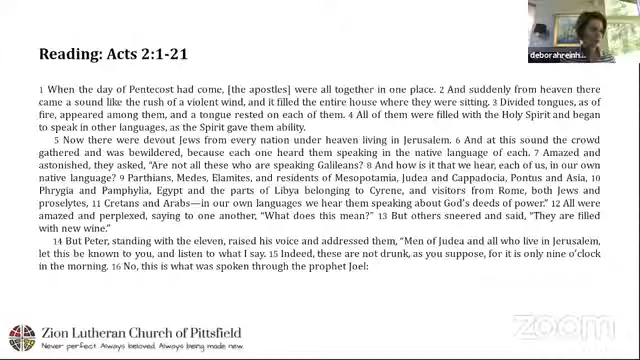 deborahreinh...
Reading: Acts 2:1-21
1 When the day of Pentecost had come, [the apostles] were all together in one place. 2 And suddenly from heaven there
came a sound like the rush of a violent wind, and it filled the entire house where they were sitting. 3 Divided tongues, as of
fire, appeared among them, and a tongue rested on each of them. 4 All of them were filled with the Holy Spirit and began
to speak in other languages, as the Spirit gave them ability.
5 Now there were devout Jews from every nation under heaven living in Jerusalem. 6 And at this sound the crowd
gathered and was bewildered, because each one heard them speaking in the native language of each. 7 Amazed and
astonished, they asked, “Are not all these who are speaking Galileans? 8 And how is it that we hear, each of us, in our own
native language? 9 Parthians, Medes, Elamites, and residents of Mesopotamia, Judea and Cappadocia, Pontus and Asia, 10
Phrygia and Pamphylia, Egypt and the parts of Libya belonging to Cyrene, and visitors from Rome, both Jews and
proselytes, 11 Cretans and Arabs—in our own languages we hear them speaking about God’s deeds of power.” 12 All were
amazed and perplexed, saying to one another, “What does this mean?” 13 But others sneered and said, “They are filled
with new wine.”
14 But Peter, standing with the eleven, raised his voice and addressed them, “Men of Judea and all who live in Jerusalem,
let this be known to you, and listen to what I say. 15 Indeed, these are not drunk, as you suppose, for it is only nine o’clock
in the morning. 16 No, this is what was spoken through the prophet Joel:
Zion Lutheran Church of Pittsfield
Never perfect. Always beloved. Always being made new.
zoom